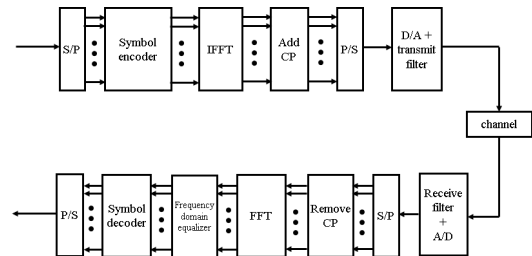 S/P
Symbol
encoder
IFFT
Add
CP
P/S
D/A +
transmit
filter
channel
P/S
Symbol
decoder
Frequency
domain
equalizer
FFT
Remove
CP
S/P
Receive
filter
+
A/D